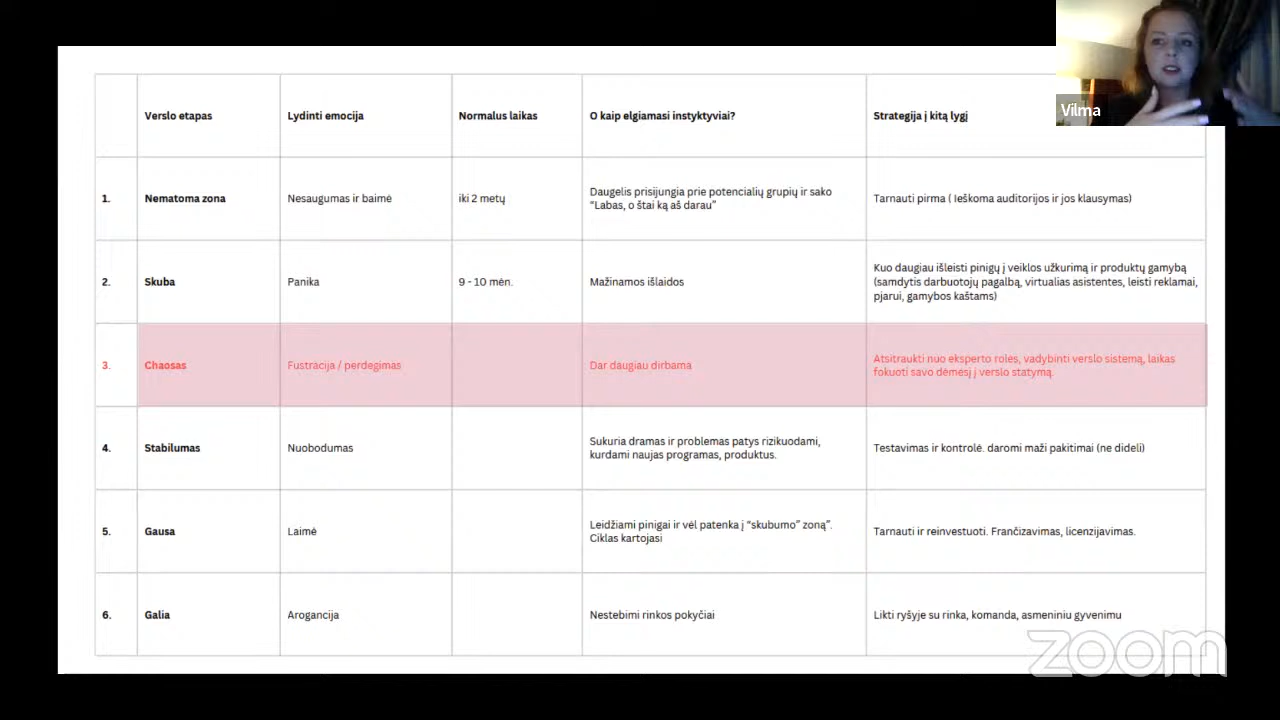 Vilma
Verslo etapas
Lydinti emocija
Normalus laikas
O kaip elgiamasi instyktyviai?
Strategija į kitą lygį
1.
Nematoma zona
Nesaugumas ir baimė
iki 2 metų
Daugelis prisijungia prie potencialių grupių ir sako
“Labas, o štai ką aš darau”
Tarnauti pirma ( Ieškoma auditorijos ir jos klausymas)
2.
Skuba
Panika
9 - 10 mėn.
Mažinamos išlaidos
Kuo daugiau išleisti pinigų į veiklos užkurimą ir produktų gamybą
(samdytis darbuotojų pagalbą, virtualias asistentes, leisti reklamai,
pjarui, gamybos kaštams)
3.
Chaosas
Fustracija / perdegimas
Dar daugiau dirbama
Atsitraukti nuo eksperto roles, vadybinti verslo sistemą, laikas
fokuoti savo dėmesį į verslo statymą.
4.
Stabilumas
Nuobodumas
Sukuria dramas ir problemas patys rizikuodami,
kurdami naujas programas, produktus.
Testavimas ir kontrolė. daromi maži pakitimai (ne dideli)
5.
Gausa
Laimė
Leidžiami pinigai ir vėl patenka į “skubumo” zoną”.
Ciklas kartojasi
Tarnauti ir reinvestuoti. Frančizavimas, licenzijavimas.
6.
Galia
Arogancija
Nestebimi rinkos pokyčiai
Likti ryšyje su rinka, komanda, asmeniniu gyvenimu
zoom